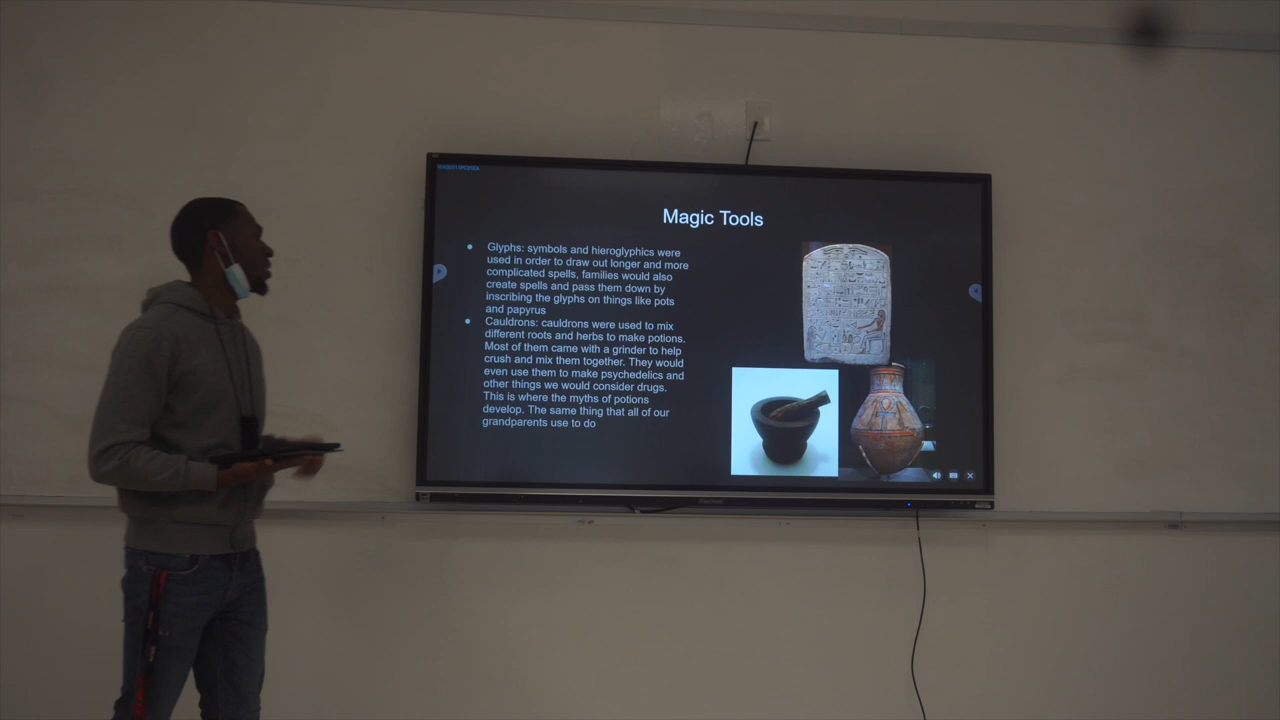 Magic Tools
Glyphs: symbols and hieroglyphics were
used in order to draw out longer and more
complicated spells, families would also
create spells and pass them down by
inscribing the glyphs on things like pots
and papyrus
Cauldrons: cauldrons were used to mix
different roots and herbs to make potions.
Most of them came with a grinder to help
crush and mix them together. They would
even use them to make psychedelics and
other things we would consider drugs.
This is where the myths of potions
develop. The same thing that all of our
grandparents use to do